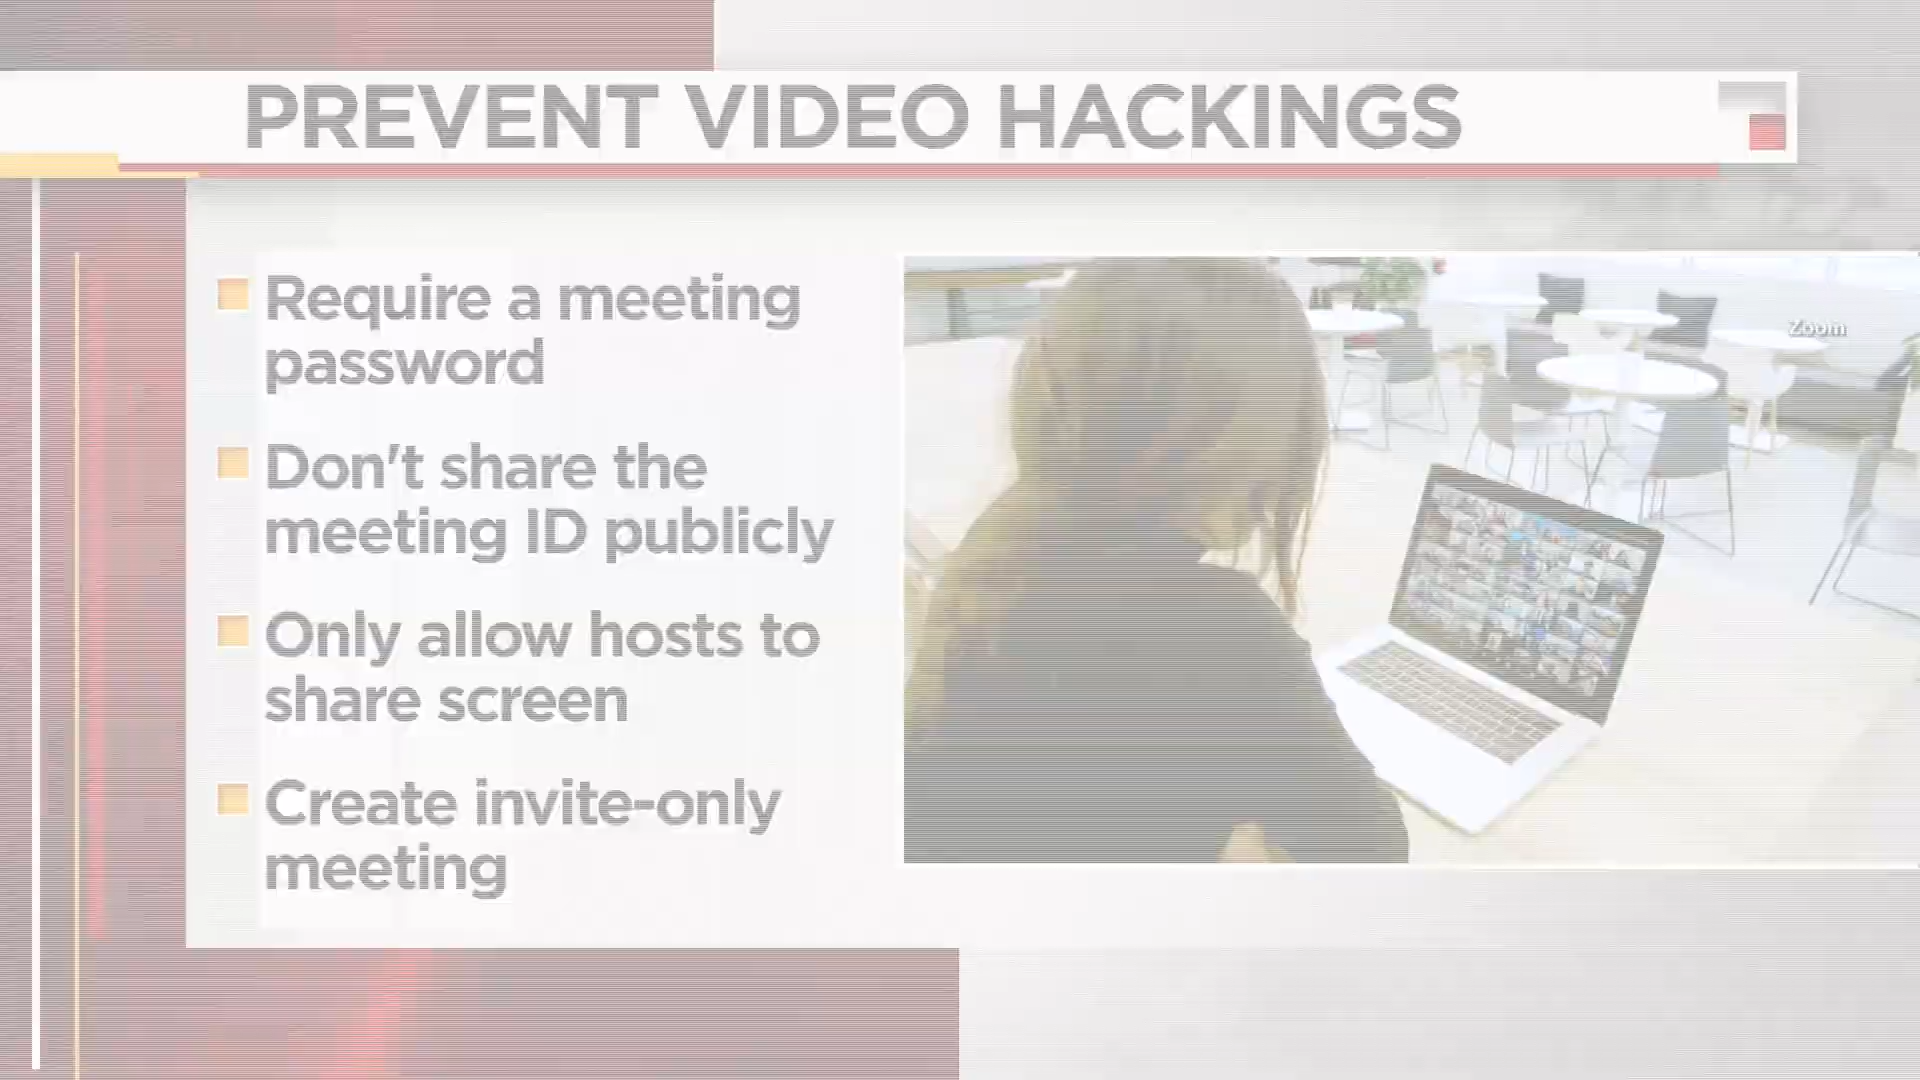 PREVENT VIDEO HACKINGS
Require a meeting
password
Don't share the
meeting ID publicly
Only allow hosts to
share screen
Create invite-only
meeting
Zoom